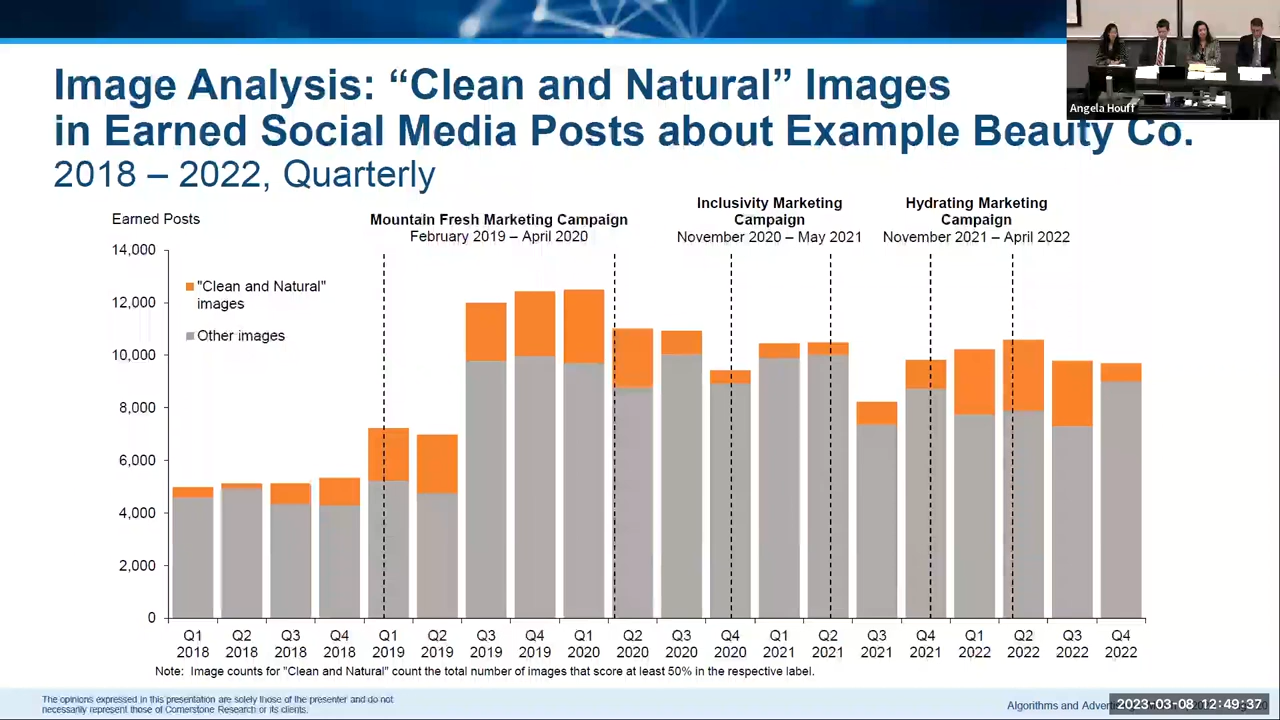 Image Analysis: “Clean and Natural” Images
in Earned Social Media Posts about Example Beauty Co.
2018 – 2022, Quarterly
Angela Houff
Earned Posts
Mountain Fresh Marketing Campaign
February 2019 – April 2020
Inclusivity Marketing
Campaign
November 2020 – May 2021
Hydrating Marketing
Campaign
November 2021 – April 2022
"Clean and Natural"
images
Other images
14,000
12,000
10,000
8,000
6,000
4,000
2,000
0
Q1 Q2 Q3 Q4 Q1 Q2 Q3 Q4 Q1 Q2 Q3 Q4 Q1 Q2 Q3 Q4 Q1 Q2 Q3 Q4
2018 2018 2018 2018 2019 2019 2019 2019 2020 2020 2020 2020 2021 2021 2021 2021 2022 2022 2022 2022
Note: Image counts for "Clean and Natural" count the total number of images that score at least 50% in the respective label.
The opinions expressed in this presentation are solely those of the presenter and do not
necessarily represent those of Cornerstone Research or its clients.
Algorithms and
2023-03-08 12:49:37